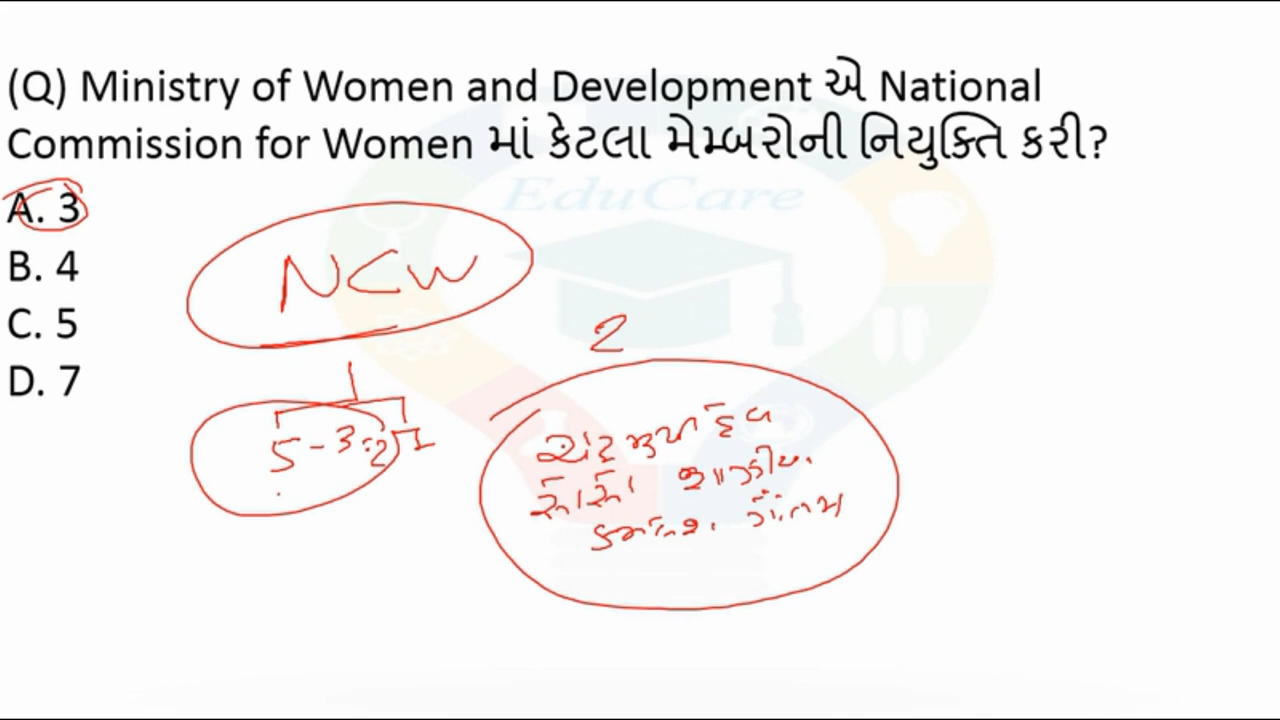 (Q) Ministry of Women and Development એ National
Commission for Women માં કેટલા મેમ્બરોની નિયુક્તિ કરી?
A. 3
B. 4
C. 5
D. 7
EduCare
NCW
1
2
5-3=2
ચંદ્રમુખી દેવ